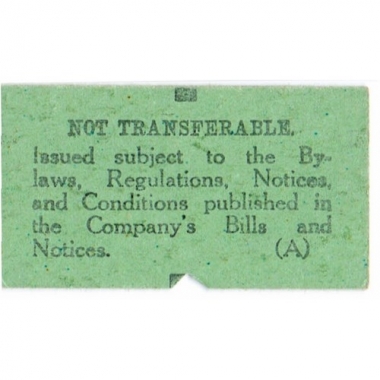 NOT TRANSFERABLE.
Issued subject to the By-
laws, Regulations, Notices,
and Conditions published in
the Company's Bills and
Notices. (A)